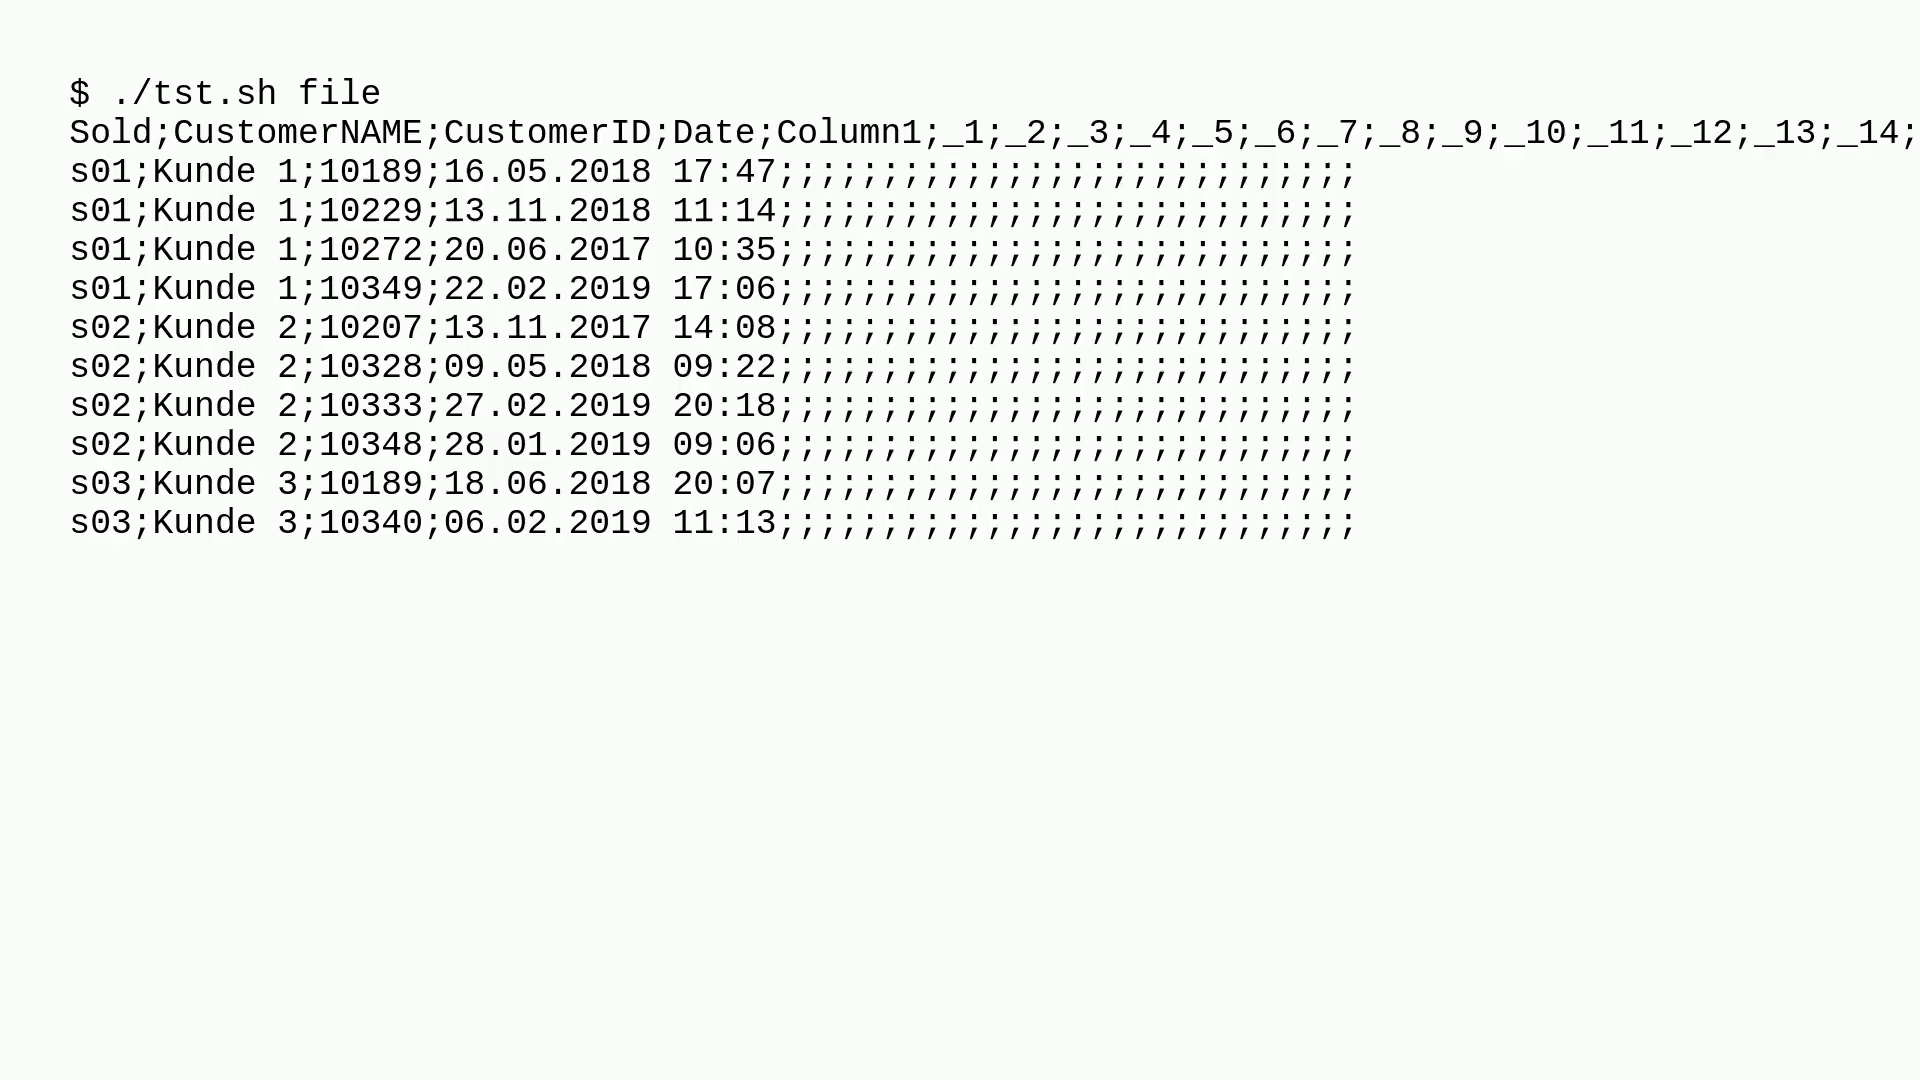 $ ./tst.sh file
Sold;CustomerNAME;CustomerID;Date;Column1;_1;_2;_3;_4;_5;_6;_7;_8;_9;_10;_11;_12;_13;_14;
s01;Kunde 1;10189;16.05.2018 17:47;;;;;;;;;;;;;;;;;;;;;;;;;;;;
s01;Kunde 1;10229;13.11.2018 11:14;;;;;;;;;;;;;;;;;;;;;;;;;;;;
s01;Kunde 1;10272;20.06.2017 10:35;;;;;;;;;;;;;;;;;;;;;;;;;;;;
s01;Kunde 1;10349;22.02.2019 17:06;;;;;;;;;;;;;;;;;;;;;;;;;;;;
s02;Kunde 2;10207;13.11.2017 14:08;;;;;;;;;;;;;;;;;;;;;;;;;;;;
s02;Kunde 2;10328;09.05.2018 09:22;;;;;;;;;;;;;;;;;;;;;;;;;;;;
s02;Kunde 2;10333;27.02.2019 20:18;;;;;;;;;;;;;;;;;;;;;;;;;;;;
s02;Kunde 2;10348;28.01.2019 09:06;;;;;;;;;;;;;;;;;;;;;;;;;;;;
s03;Kunde 3;10189;18.06.2018 20:07;;;;;;;;;;;;;;;;;;;;;;;;;;;;
s03;Kunde 3;10340;06.02.2019 11:13;;;;;;;;;;;;;;;;;;;;;;;;;;;;